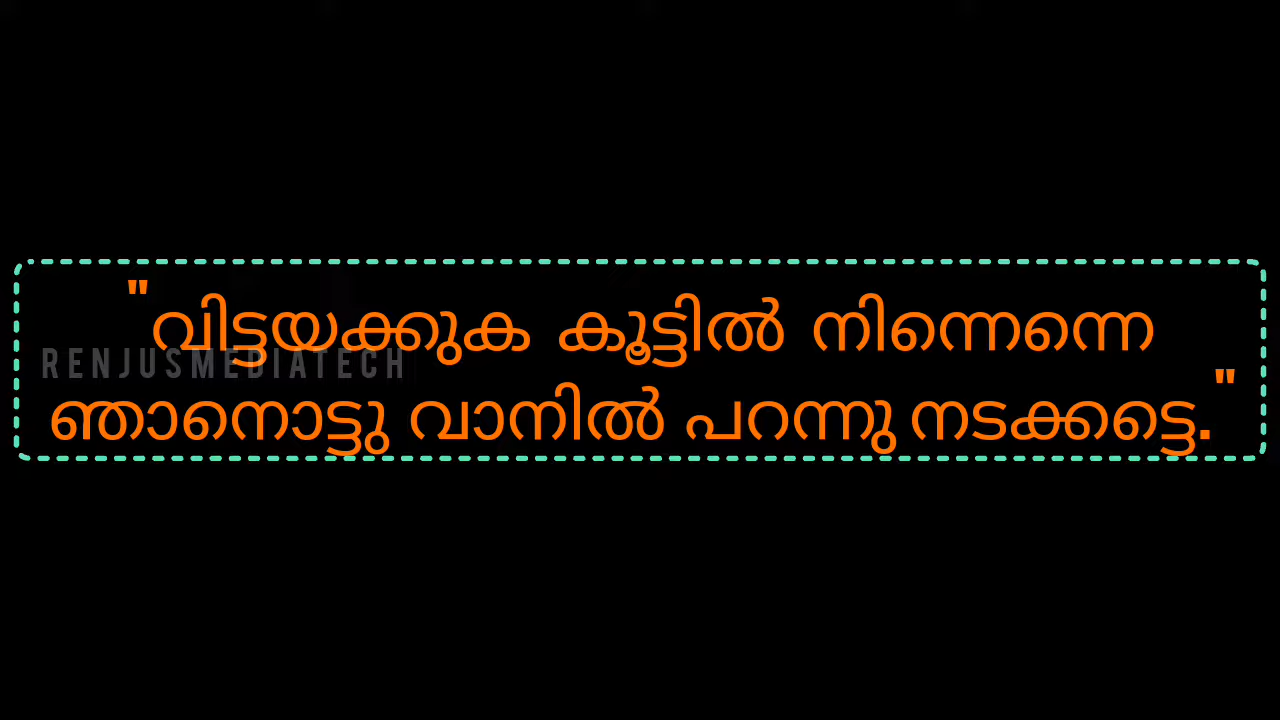 "വിട്ടയക്കുക കൂട്ടിൽ നിന്നെന്നെ
RENJUSMEDIATECH
ഞാനൊട്ടു വാനിൽ പറന്നു നടക്കട്ടെ."